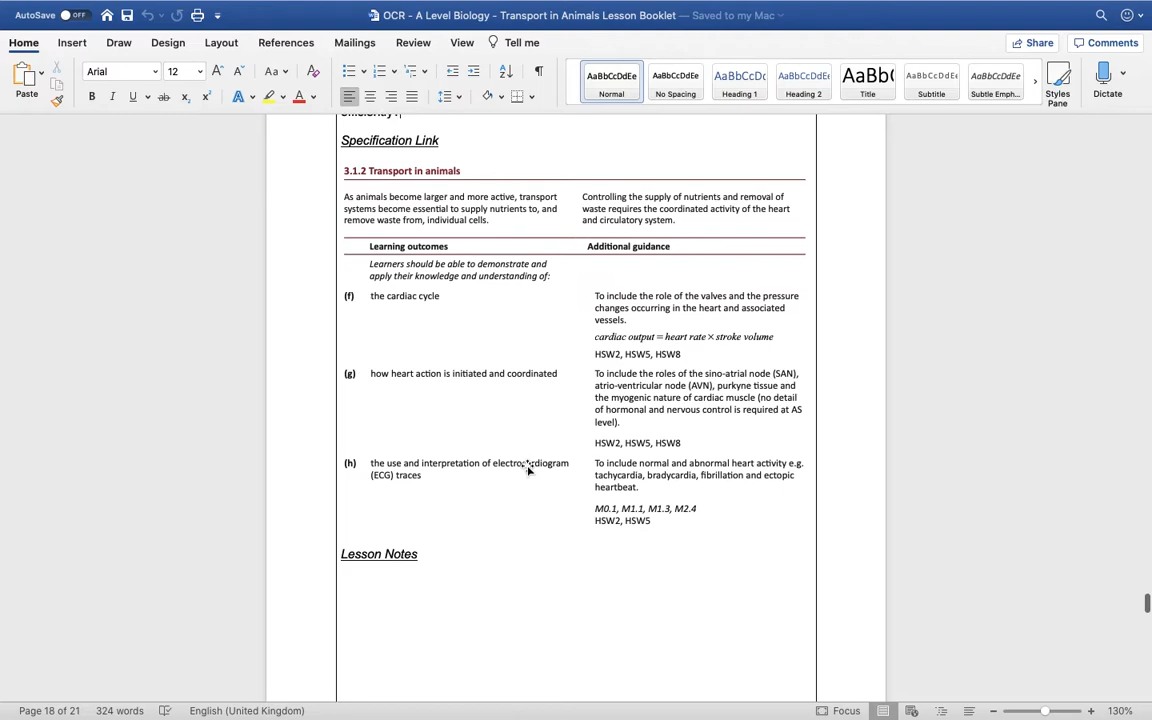 AutoSave OFF
OCR - A Level Biology - Transport in Animals Lesson Booklet — Saved to my Mac
Home Insert Draw Design Layout References Mailings Review View Tell me
Share Comments
Paste
Arial 12
Aa
B I U ab x₂ x²
A A
AaBbCcDdEe AaBbCcDdEe AaBbCcDc AaBbCcDdEe AaBb( AaBbCcDdEe AaBbCcDdEe
Normal No Spacing Heading 1 Heading 2 Title Subtitle Subtle Emph...
Styles Pane
Dictate
Specification Link
3.1.2 Transport in animals
As animals become larger and more active, transport
systems become essential to supply nutrients to, and
remove waste from, individual cells.
Controlling the supply of nutrients and removal of
waste requires the coordinated activity of the heart
and circulatory system.
Learning outcomes
Additional guidance
Learners should be able to demonstrate and
apply their knowledge and understanding of:
(f) the cardiac cycle
To include the role of the valves and the pressure
changes occurring in the heart and associated
vessels.
cardiac output = heart rate × stroke volume
HSW2, HSW5, HSW8
(g) how heart action is initiated and coordinated
To include the roles of the sino-atrial node (SAN),
atrio-ventricular node (AVN), purkyne tissue and
the myogenic nature of cardiac muscle (no detail
of hormonal and nervous control is required at AS
level).
HSW2, HSW5, HSW8
(h) the use and interpretation of electrocardiogram
(ECG) traces
To include normal and abnormal heart activity e.g.
tachycardia, bradycardia, fibrillation and ectopic
heartbeat.
M0.1, M1.1, M1.3, M2.4
HSW2, HSW5
Lesson Notes
Page 18 of 21 324 words English (United Kingdom)
Focus 130%